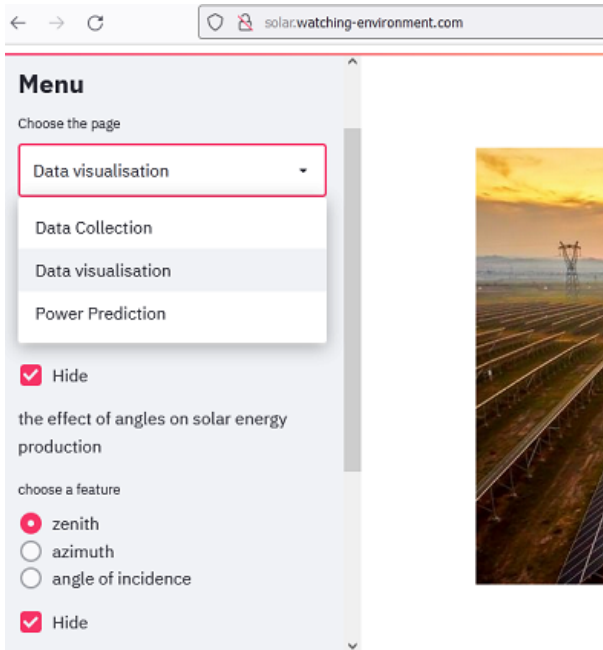 solar.watching-environment.com
Menu
Choose the page
Data visualisation
Data Collection
Data visualisation
Power Prediction
Hide
the effect of angles on solar energy
production
choose a feature
zenith
azimuth
angle of incidence
Hide